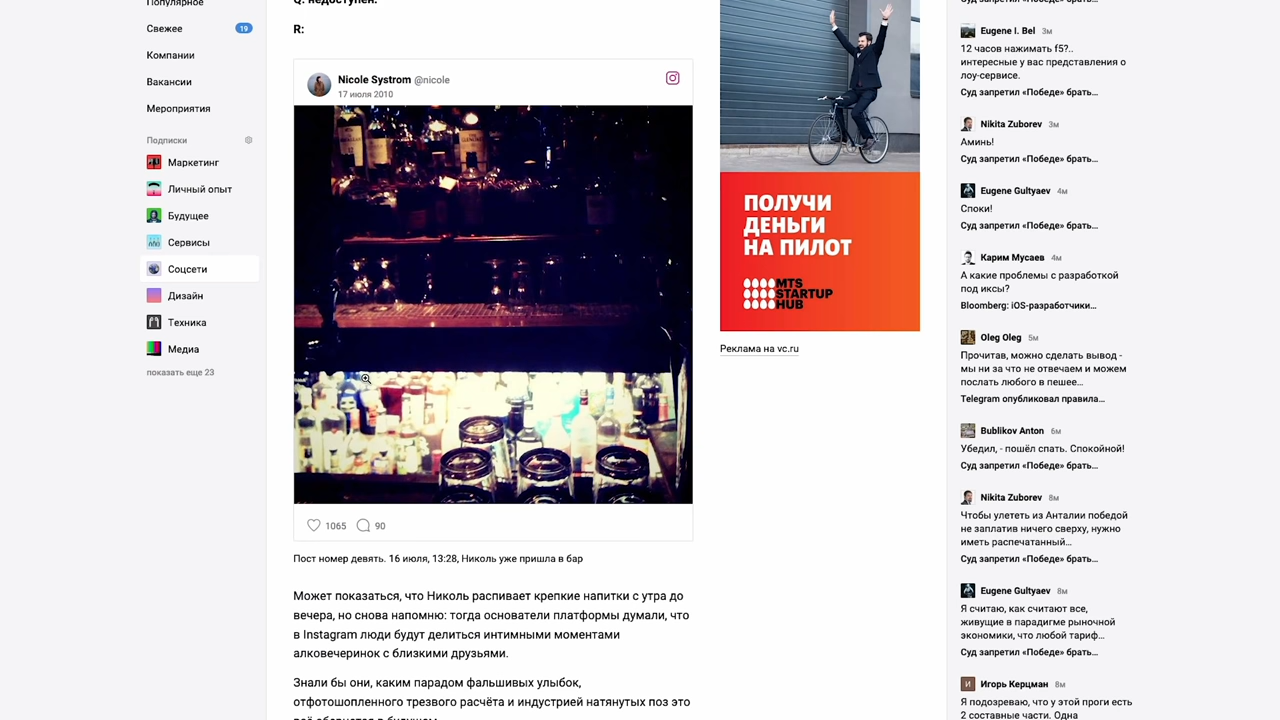 Популярное
Свежее
19
Компании
Вакансии
Мероприятия
Подписки
Маркетинг
Личный опыт
Будущее
Сервисы
Соцсети
Дизайн
Техника
Медиа
показать еще 23
Q: недоступен.
R:
Nicole Systrom @nicole
17 июля 2010
1065
90
Пост номер девять. 16 июля, 13:28, Николь уже пришла в бар
Может показаться, что Николь распивает крепкие напитки с утра до
вечера, но снова напомню: тогда основатели платформы думали, что
в Instagram люди будут делиться интимными моментами
алковечеринок с близкими друзьями.
Знали бы они, каким парадом фальшивых улыбок,
отфотошопленного трезвого расчёта и индустрией натянутых поз это
всё обернется в будущем.
ПОЛУЧИ
ДЕНЬГИ
НА ПИЛОТ
MTS
STARTUP
HUB
Реклама на vc.ru
Суд запретил «Победе» брать…
Eugene I. Bel 3м
12 часов нажимать f5?..
интересные у вас представления о
лоу-сервисе.
Суд запретил «Победе» брать…
Nikita Zuborev 3м
Аминь!
Суд запретил «Победе» брать…
Eugene Gultyaev 4м
Споки!
Суд запретил «Победе» брать…
Карим Мусаев 4м
А какие проблемы с разработкой
под иксы?
Bloomberg: iOS-разработчики…
Oleg Oleg 5м
Прочитав, можно сделать вывод -
мы ни за что не отвечаем и можем
послать любого в пешее…
Telegram опубликовал правила…
Bublikov Anton 6м
Убедил, - пошёл спать. Спокойной!
Суд запретил «Победе» брать…
Nikita Zuborev 8м
Чтобы улететь из Анталии победой
не заплатив ничего сверху, нужно
иметь распечатанный…
Суд запретил «Победе» брать…
Eugene Gultyaev 8м
Я считаю, как считают все,
живущие в парадигме рыночной
экономики, что любой тариф…
Суд запретил «Победе» брать…
И
Игорь Керцман 8м
Я подозреваю, что у этой проги есть
2 составные части. Одна